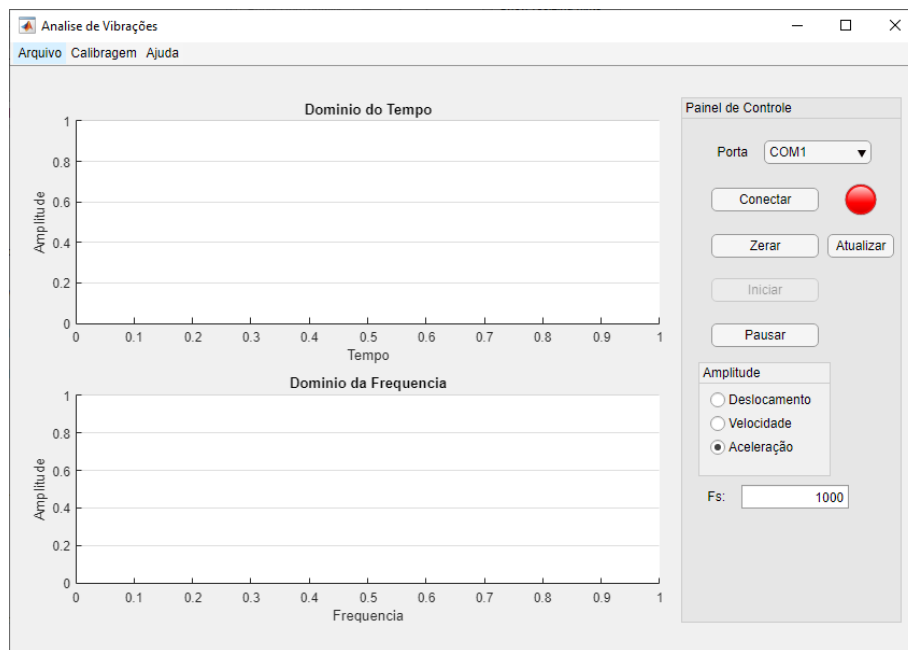 Analise de Vibrações
Arquivo Calibragem Ajuda
Dominio do Tempo
1
0.8
0.6
0.4
0.2
0
Amplitude
0 0.1 0.2 0.3 0.4 0.5 0.6 0.7 0.8 0.9 1
Tempo
Dominio da Frequencia
1
0.8
0.6
0.4
0.2
0
Amplitude
0 0.1 0.2 0.3 0.4 0.5 0.6 0.7 0.8 0.9 1
Frequencia
Painel de Controle
Porta COM1
Conectar
Zerar Atualizar
Iniciar
Pausar
Amplitude
Deslocamento
Velocidade
Aceleração
Fs: 1000